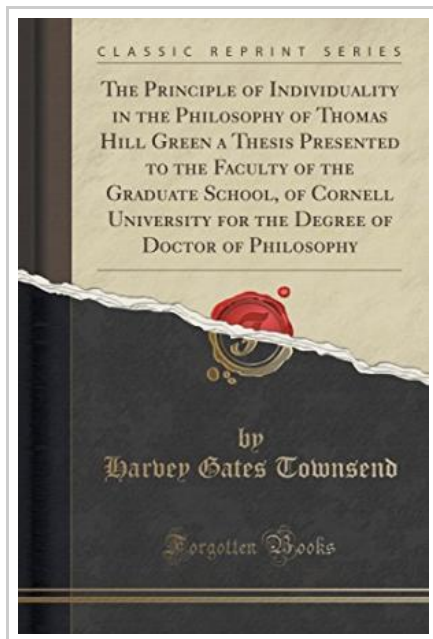 CLASSIC REPRINT SERIES
THE PRINCIPLE OF INDIVIDUALITY
IN THE PHILOSOPHY OF THOMAS
HILL GREEN A THESIS PRESENTED
TO THE FACULTY OF THE
GRADUATE SCHOOL, OF CORNELL
UNIVERSITY FOR THE DEGREE OF
DOCTOR OF PHILOSOPHY
by
Harvey Gates Townsend
Forgotten Books